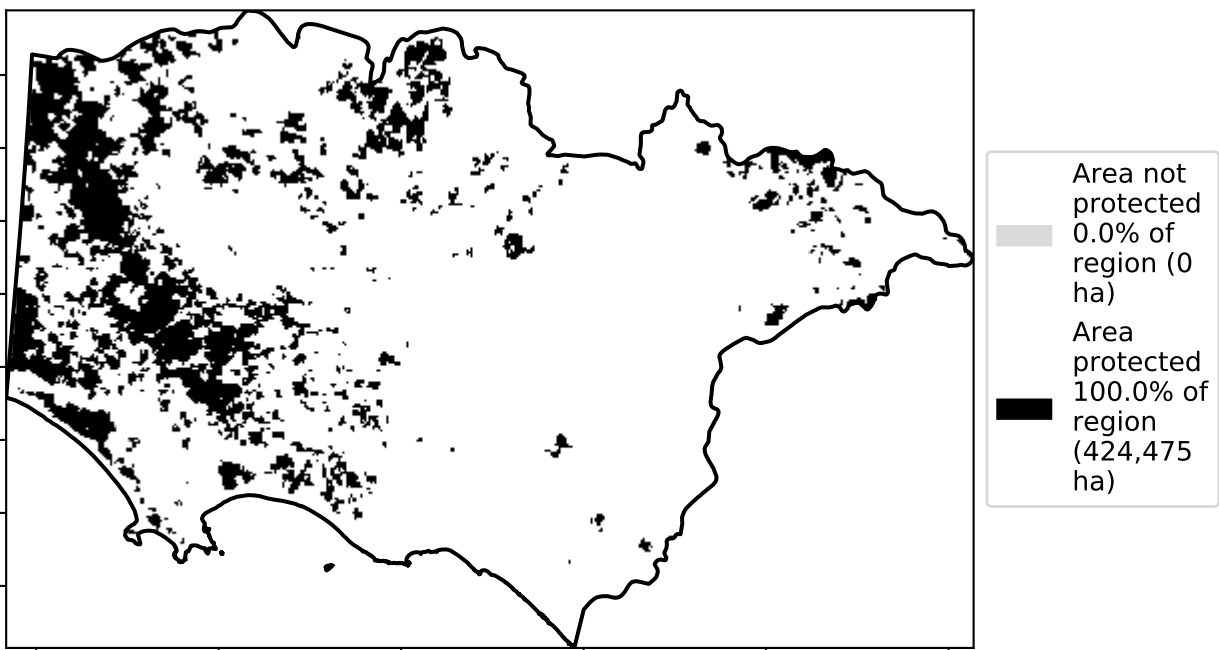 Area not
protected
0.0% of
region (0
ha)
Area
protected
100.0% of
region
(424,475
ha)